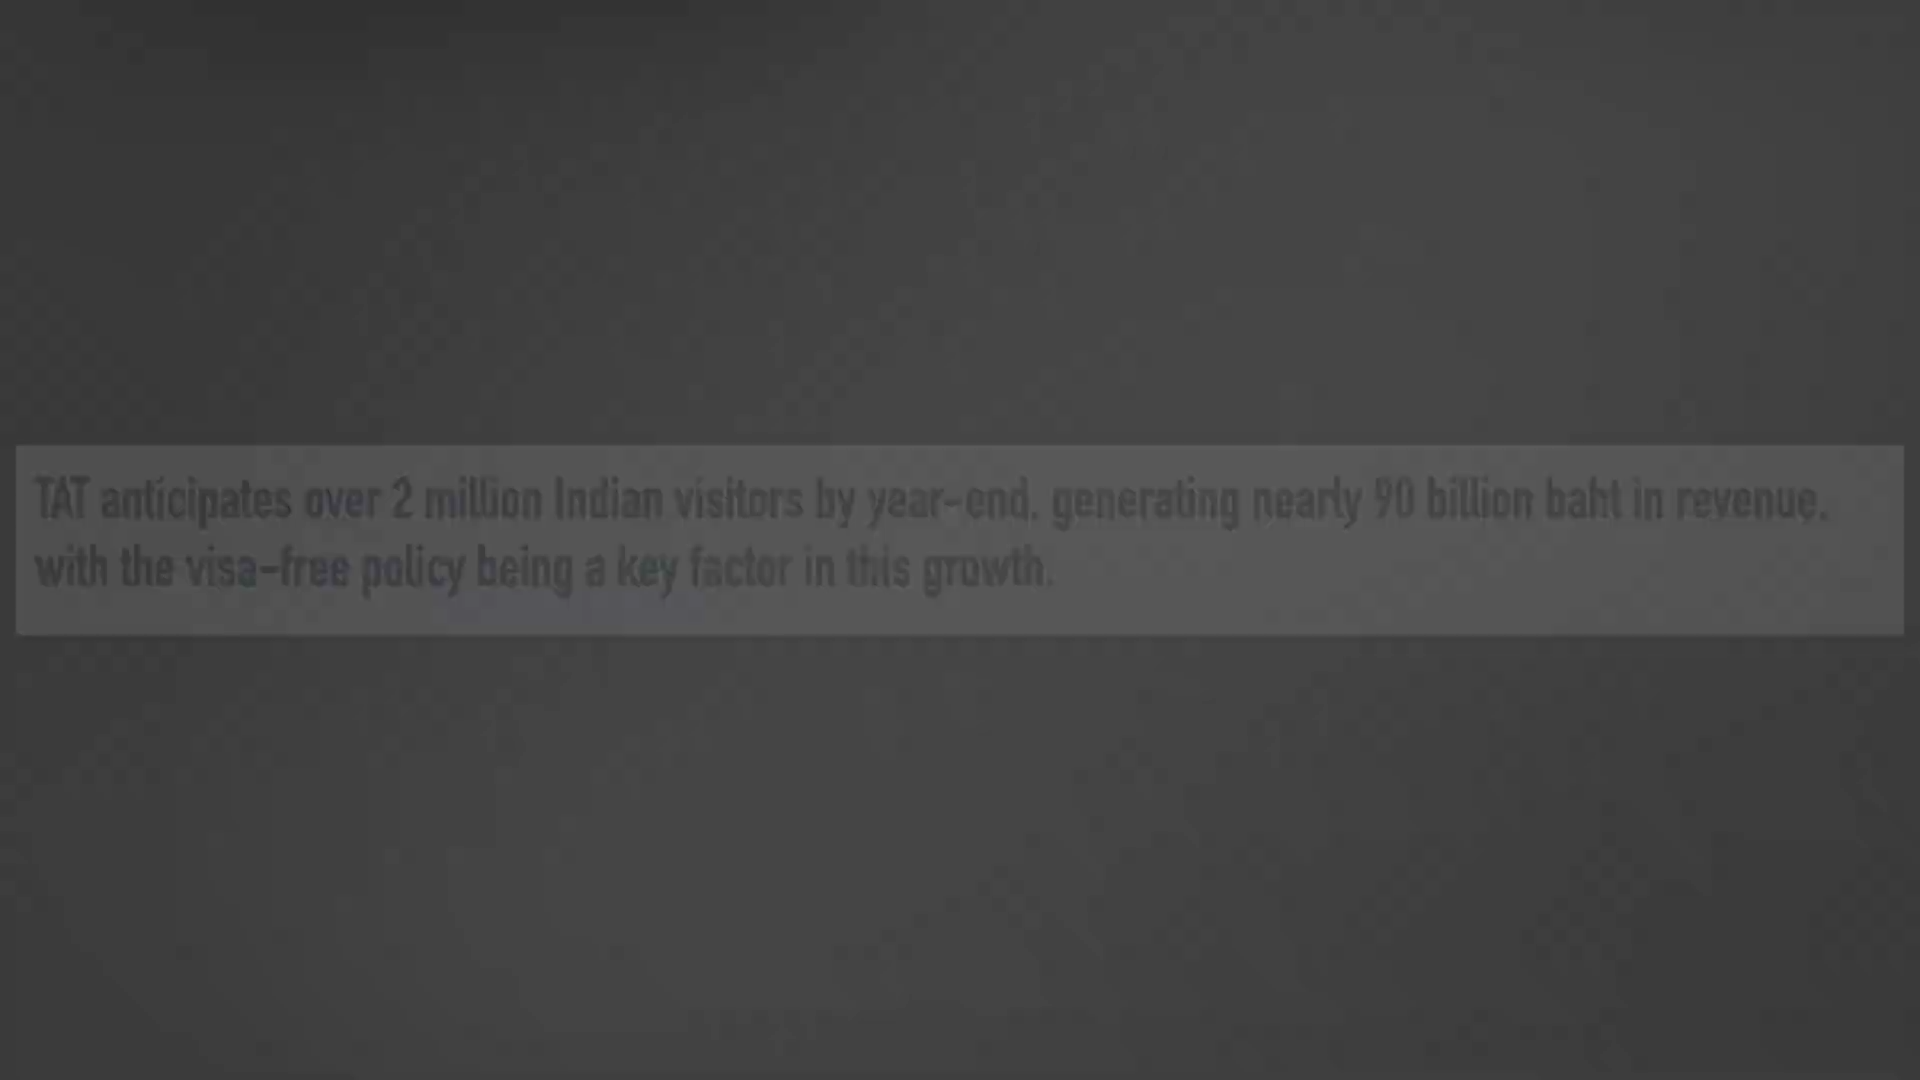 TAT anticipates over 2 million Indian visitors by year-end, generating nearly 90 billion baht in revenue,
with the visa-free policy being a key factor in this growth.